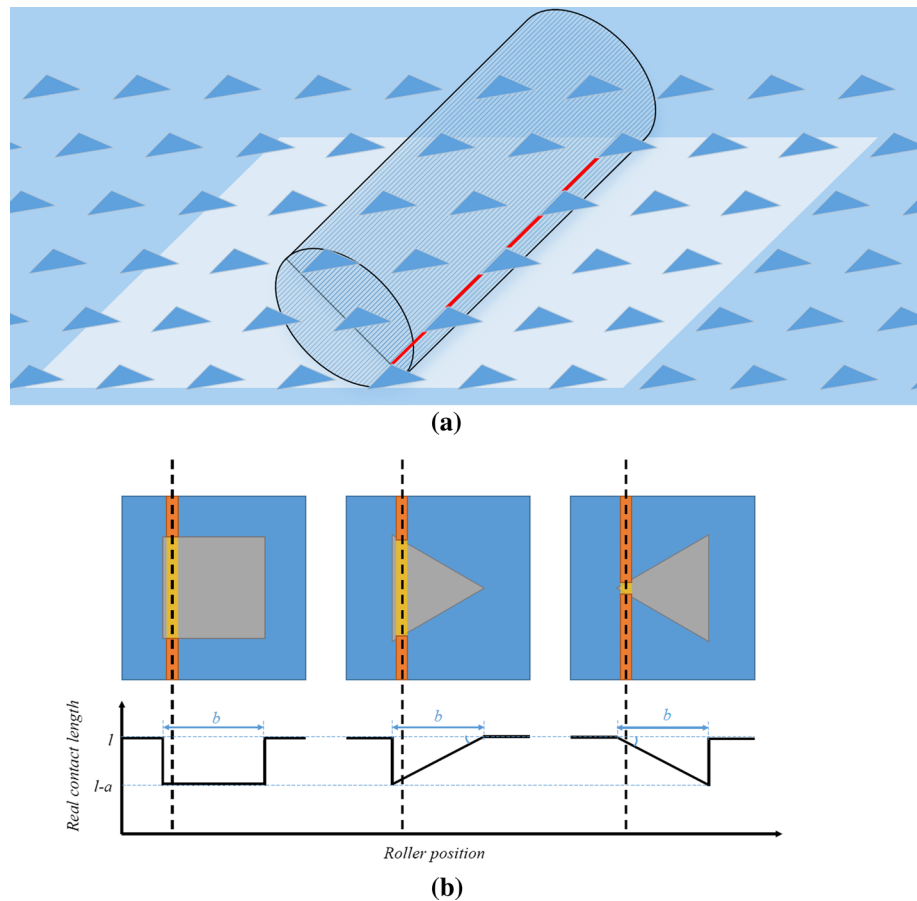 (a)
b
b
b
Real contact length
l
l-a
Roller position
(b)